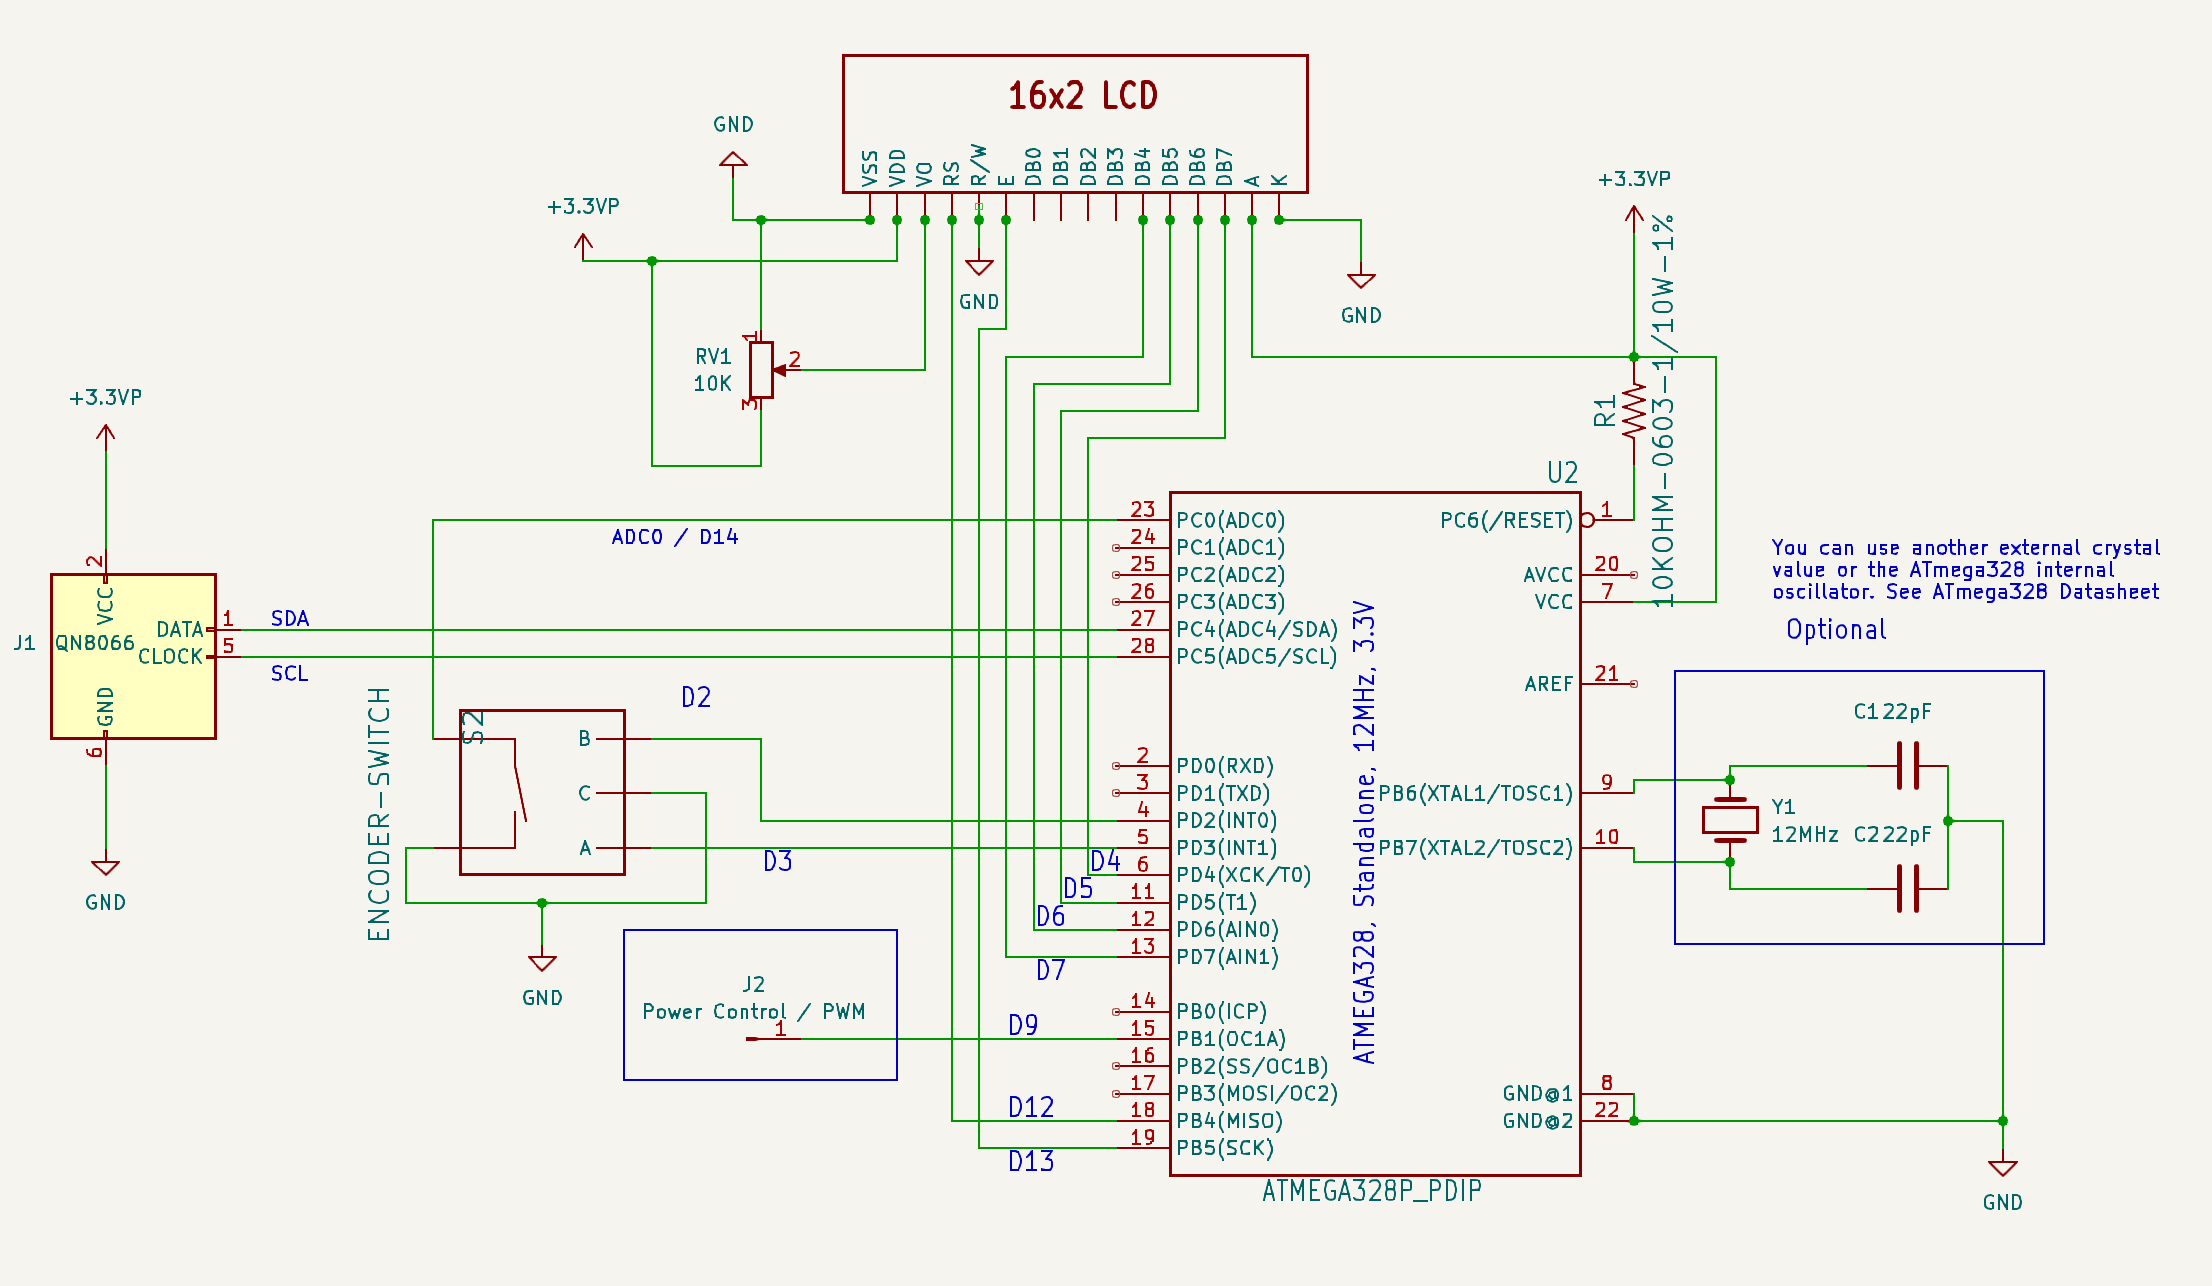 16x2 LCD
VSS
VDD
VO
RS
R/W
E
DB0
DB1
DB2
DB3
DB4
DB5
DB6
DB7
A
K
GND
+3.3VP
GND
GND
+3.3VP
RV1
10K
1
2
3
R1
10KOHM-0603-1/10W-1%
+3.3VP
J1
QN8066
VCC
2
DATA
1
CLOCK
5
GND
6
GND
SDA
SCL
ADC0 / D14
ENCODER-SWITCH
S2
B
C
A
D2
D3
GND
J2
Power Control / PWM
1
D4
D5
D6
D7
D9
D12
D13
U2
23 PC0(ADC0)
24 PC1(ADC1)
25 PC2(ADC2)
26 PC3(ADC3)
27 PC4(ADC4/SDA)
28 PC5(ADC5/SCL)
2 PD0(RXD)
3 PD1(TXD)
4 PD2(INT0)
5 PD3(INT1)
6 PD4(XCK/T0)
11 PD5(T1)
12 PD6(AIN0)
13 PD7(AIN1)
14 PB0(ICP)
15 PB1(OC1A)
16 PB2(SS/OC1B)
17 PB3(MOSI/OC2)
18 PB4(MISO)
19 PB5(SCK)
ATMEGA328, Standalone, 12MHz, 3.3V
PC6(/RESET) 1
AVCC 20
VCC 7
AREF 21
PB6(XTAL1/TOSC1) 9
PB7(XTAL2/TOSC2) 10
GND@1 8
GND@2 22
ATMEGA328P_PDIP
You can use another external crystal
value or the ATmega328 internal
oscillator. See ATmega328 Datasheet
Optional
C122pF
Y1
12MHz
C222pF
GND